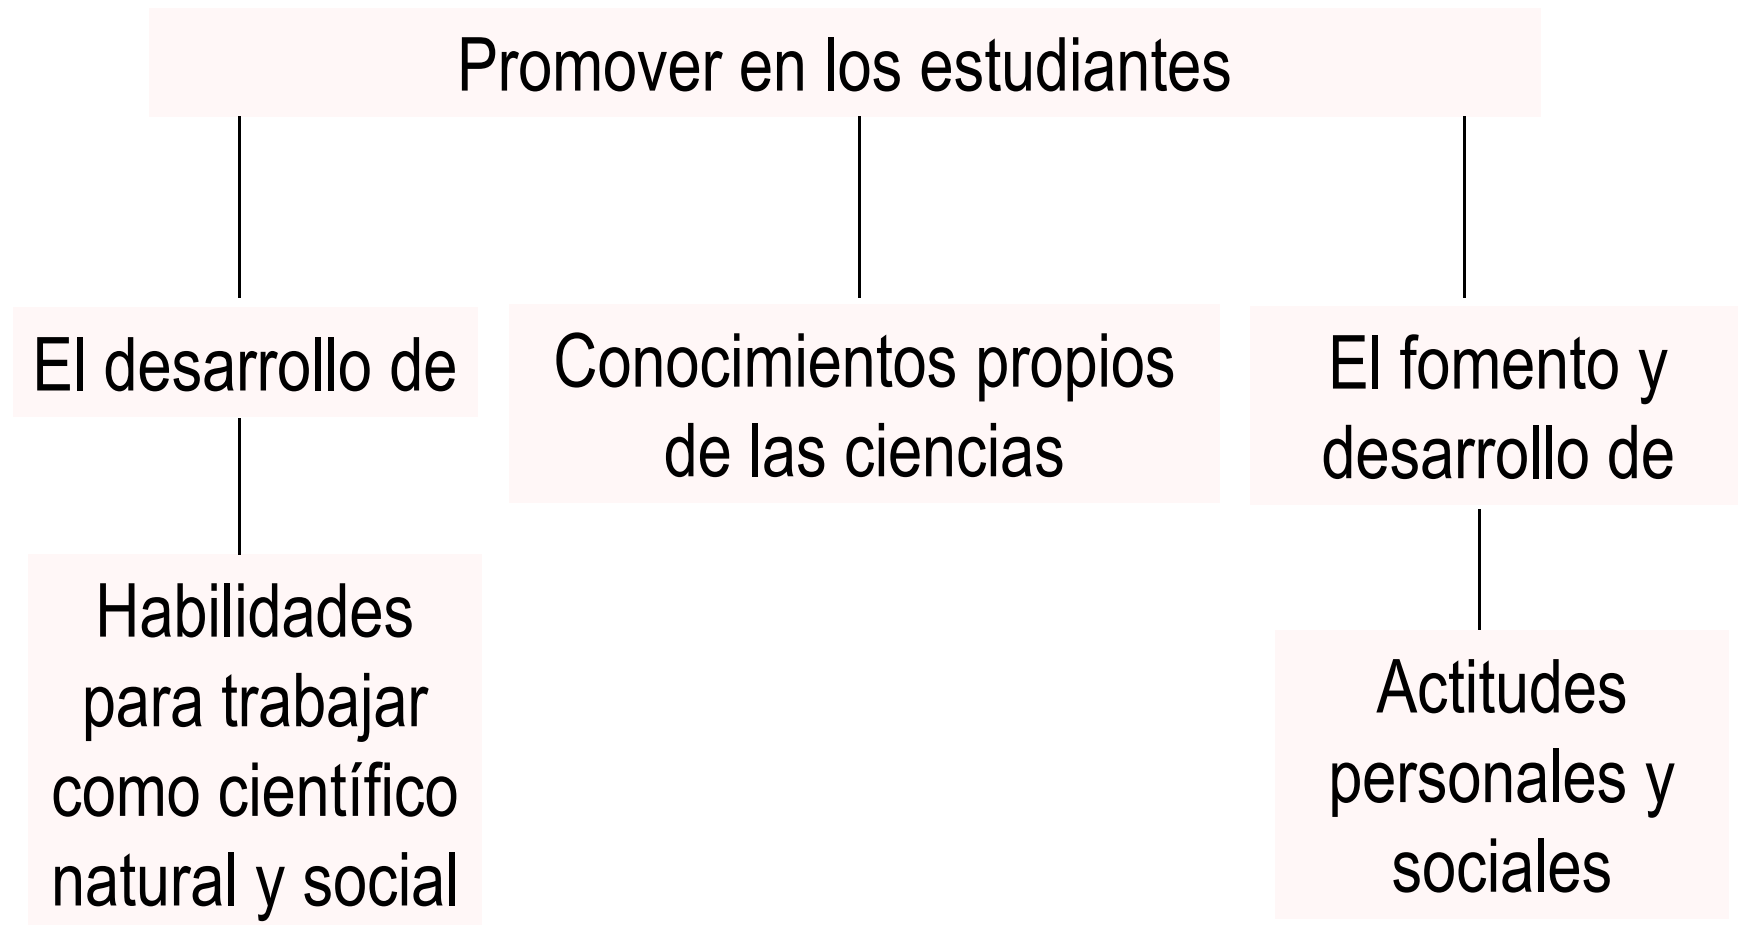 Promover en los estudiantes
El desarrollo de
Conocimientos propios
de las ciencias
El fomento y
desarrollo de
Habilidades
para trabajar
como científico
natural y social
Actitudes
personales y
sociales